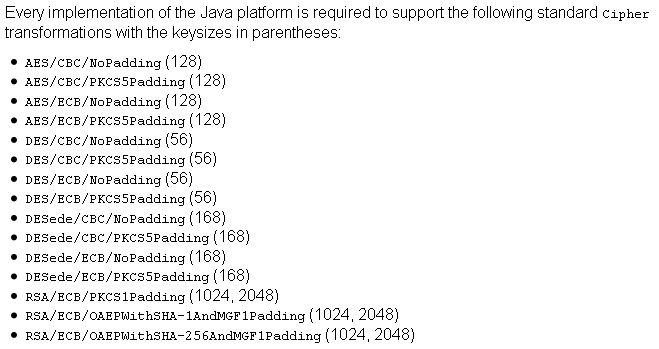 Every implementation of the Java platform is required to support the following standard Cipher
transformations with the keysizes in parentheses:
• AES/CBC/NoPadding (128)
• AES/CBC/PKCS5Padding (128)
• AES/ECB/NoPadding (128)
• AES/ECB/PKCS5Padding (128)
• DES/CBC/NoPadding (56)
• DES/CBC/PKCS5Padding (56)
• DES/ECB/NoPadding (56)
• DES/ECB/PKCS5Padding (56)
• DESede/CBC/NoPadding (168)
• DESede/CBC/PKCS5Padding (168)
• DESede/ECB/NoPadding (168)
• DESede/ECB/PKCS5Padding (168)
• RSA/ECB/PKCS1Padding (1024, 2048)
• RSA/ECB/OAEPWithSHA-1AndMGF1Padding (1024, 2048)
• RSA/ECB/OAEPWithSHA-256AndMGF1Padding (1024, 2048)